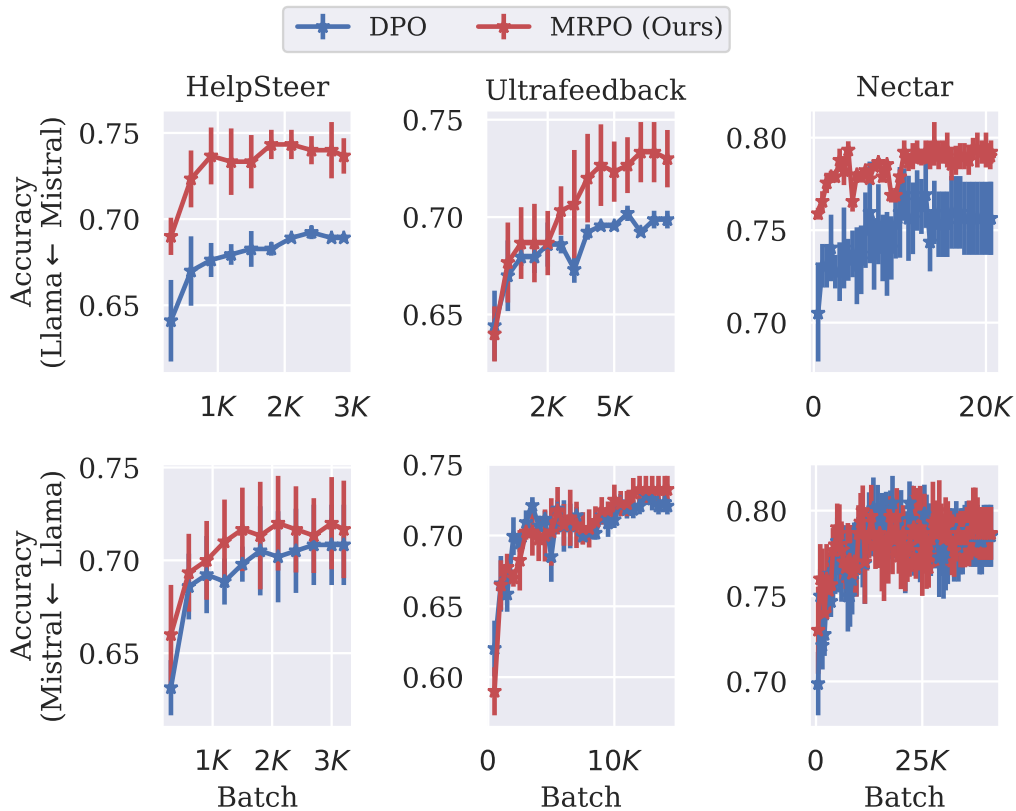 DPO MRPO (Ours)
HelpSteer Ultrafeedback Nectar
Accuracy
(Llama← Mistral)
0.75
0.70
0.65
1K 2K 3K
0.75
0.70
0.65
2K 5K
0.80
0.75
0.70
0 20K
Accuracy
(Mistral← Llama)
0.75
0.70
0.65
1K 2K 3K
Batch
0.75
0.70
0.65
0.60
0 10K
Batch
0.80
0.75
0.70
0 25K
Batch